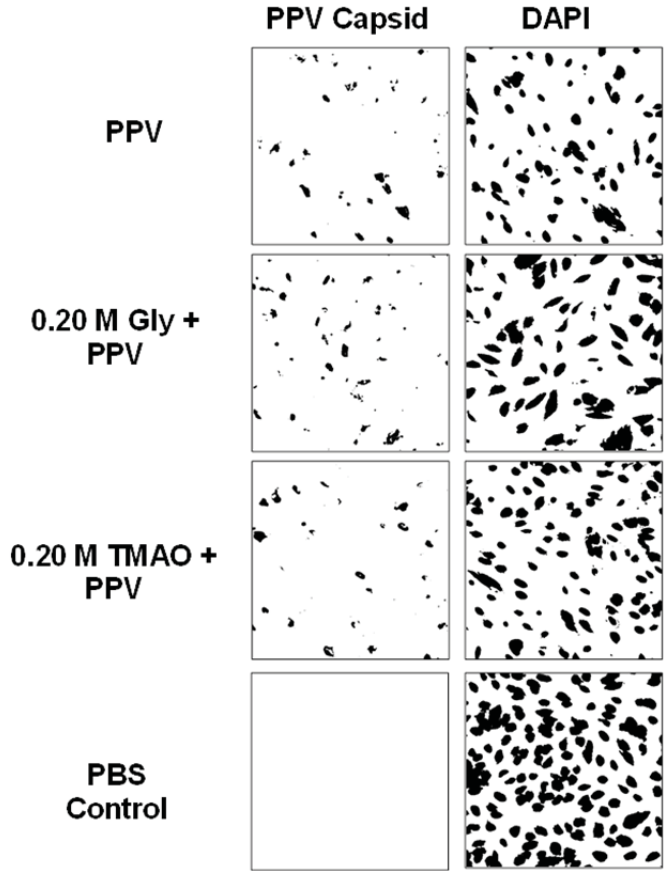 PPV Capsid DAPI
PPV
0.20 M Gly +
PPV
0.20 M TMAO +
PPV
PBS
Control